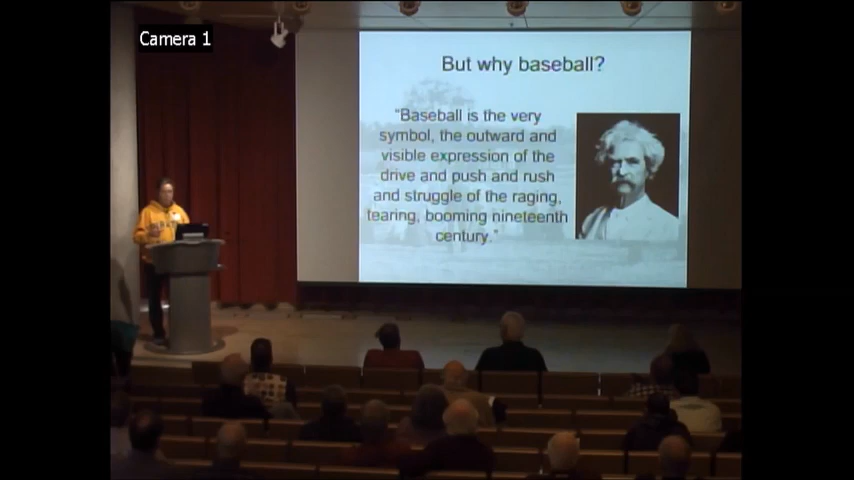 Camera 1
But why baseball?
"Baseball is the very
symbol, the outward and
visible expression of the
drive and push and rush
and struggle of the raging,
tearing, booming nineteenth
century."